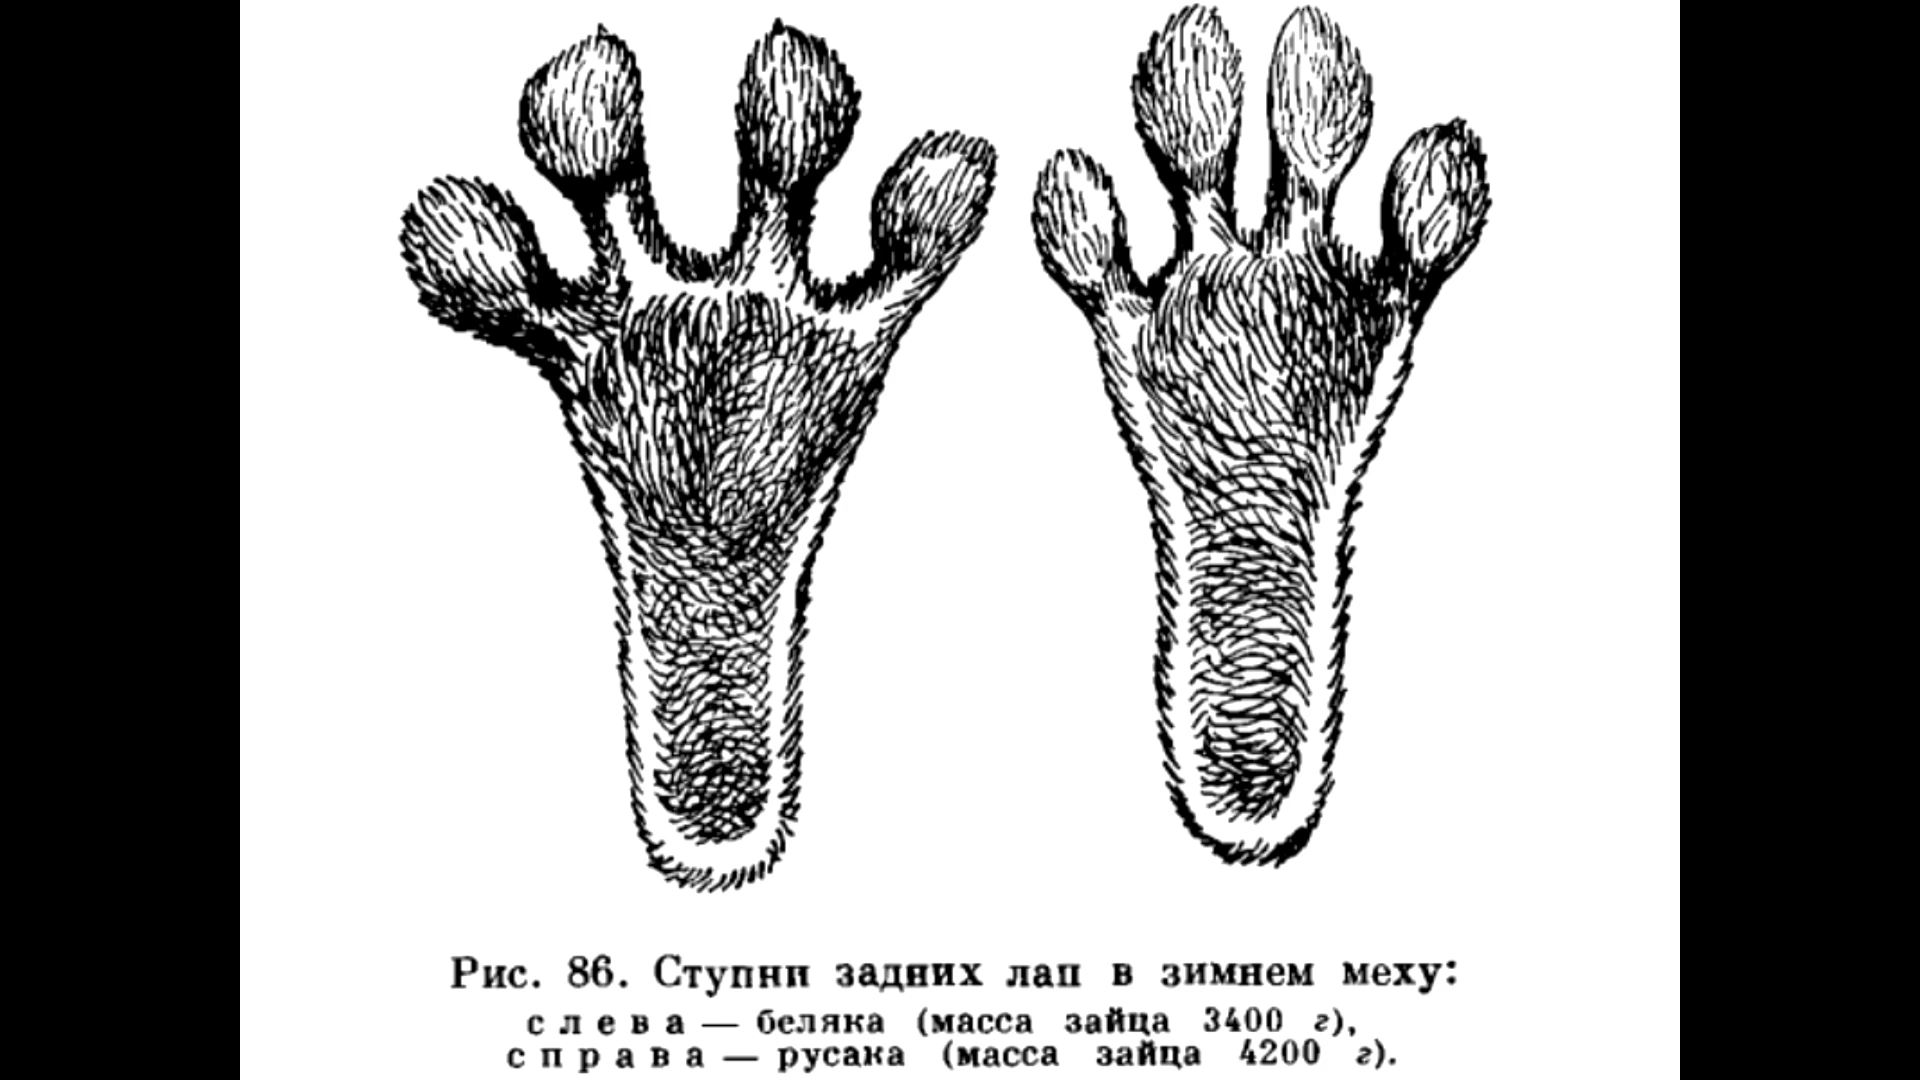 Рис. 86. Ступни задних лап в зимнем меху:
слева — беляка (масса зайца 3400 г),
справа — русака (масса зайца 4200 г).